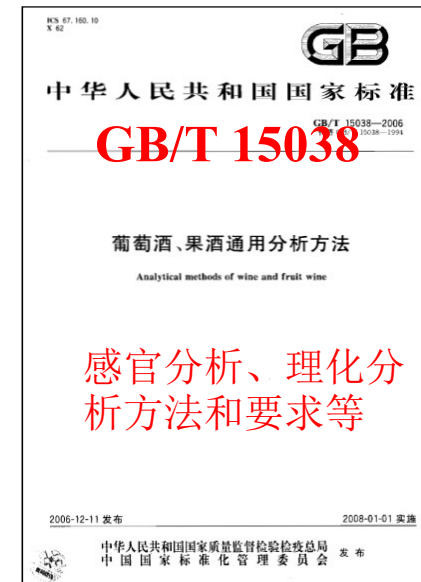 ICS 67.160.10
X 62
GB
中华人民共和国国家标准
GB/T 15038—2006
代替 GB/T 15038—1994
GB/T 15038
葡萄酒、果酒通用分析方法
Analytical methods of wine and fruit wine
感官分析、理化分
析方法和要求等
2006-12-11 发布
2008-01-01 实施
中华人民共和国国家质量监督检验检疫总局
中国国家标准化管理委员会
发布